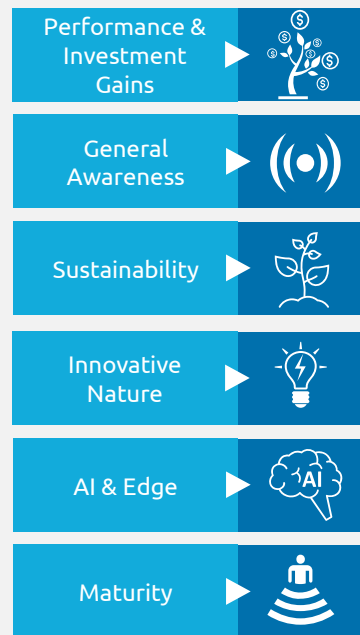 Performance &
Investment
Gains
$
$
$
$
$
$
General
Awareness
Sustainability
Innovative
Nature
AI & Edge
AI
Maturity